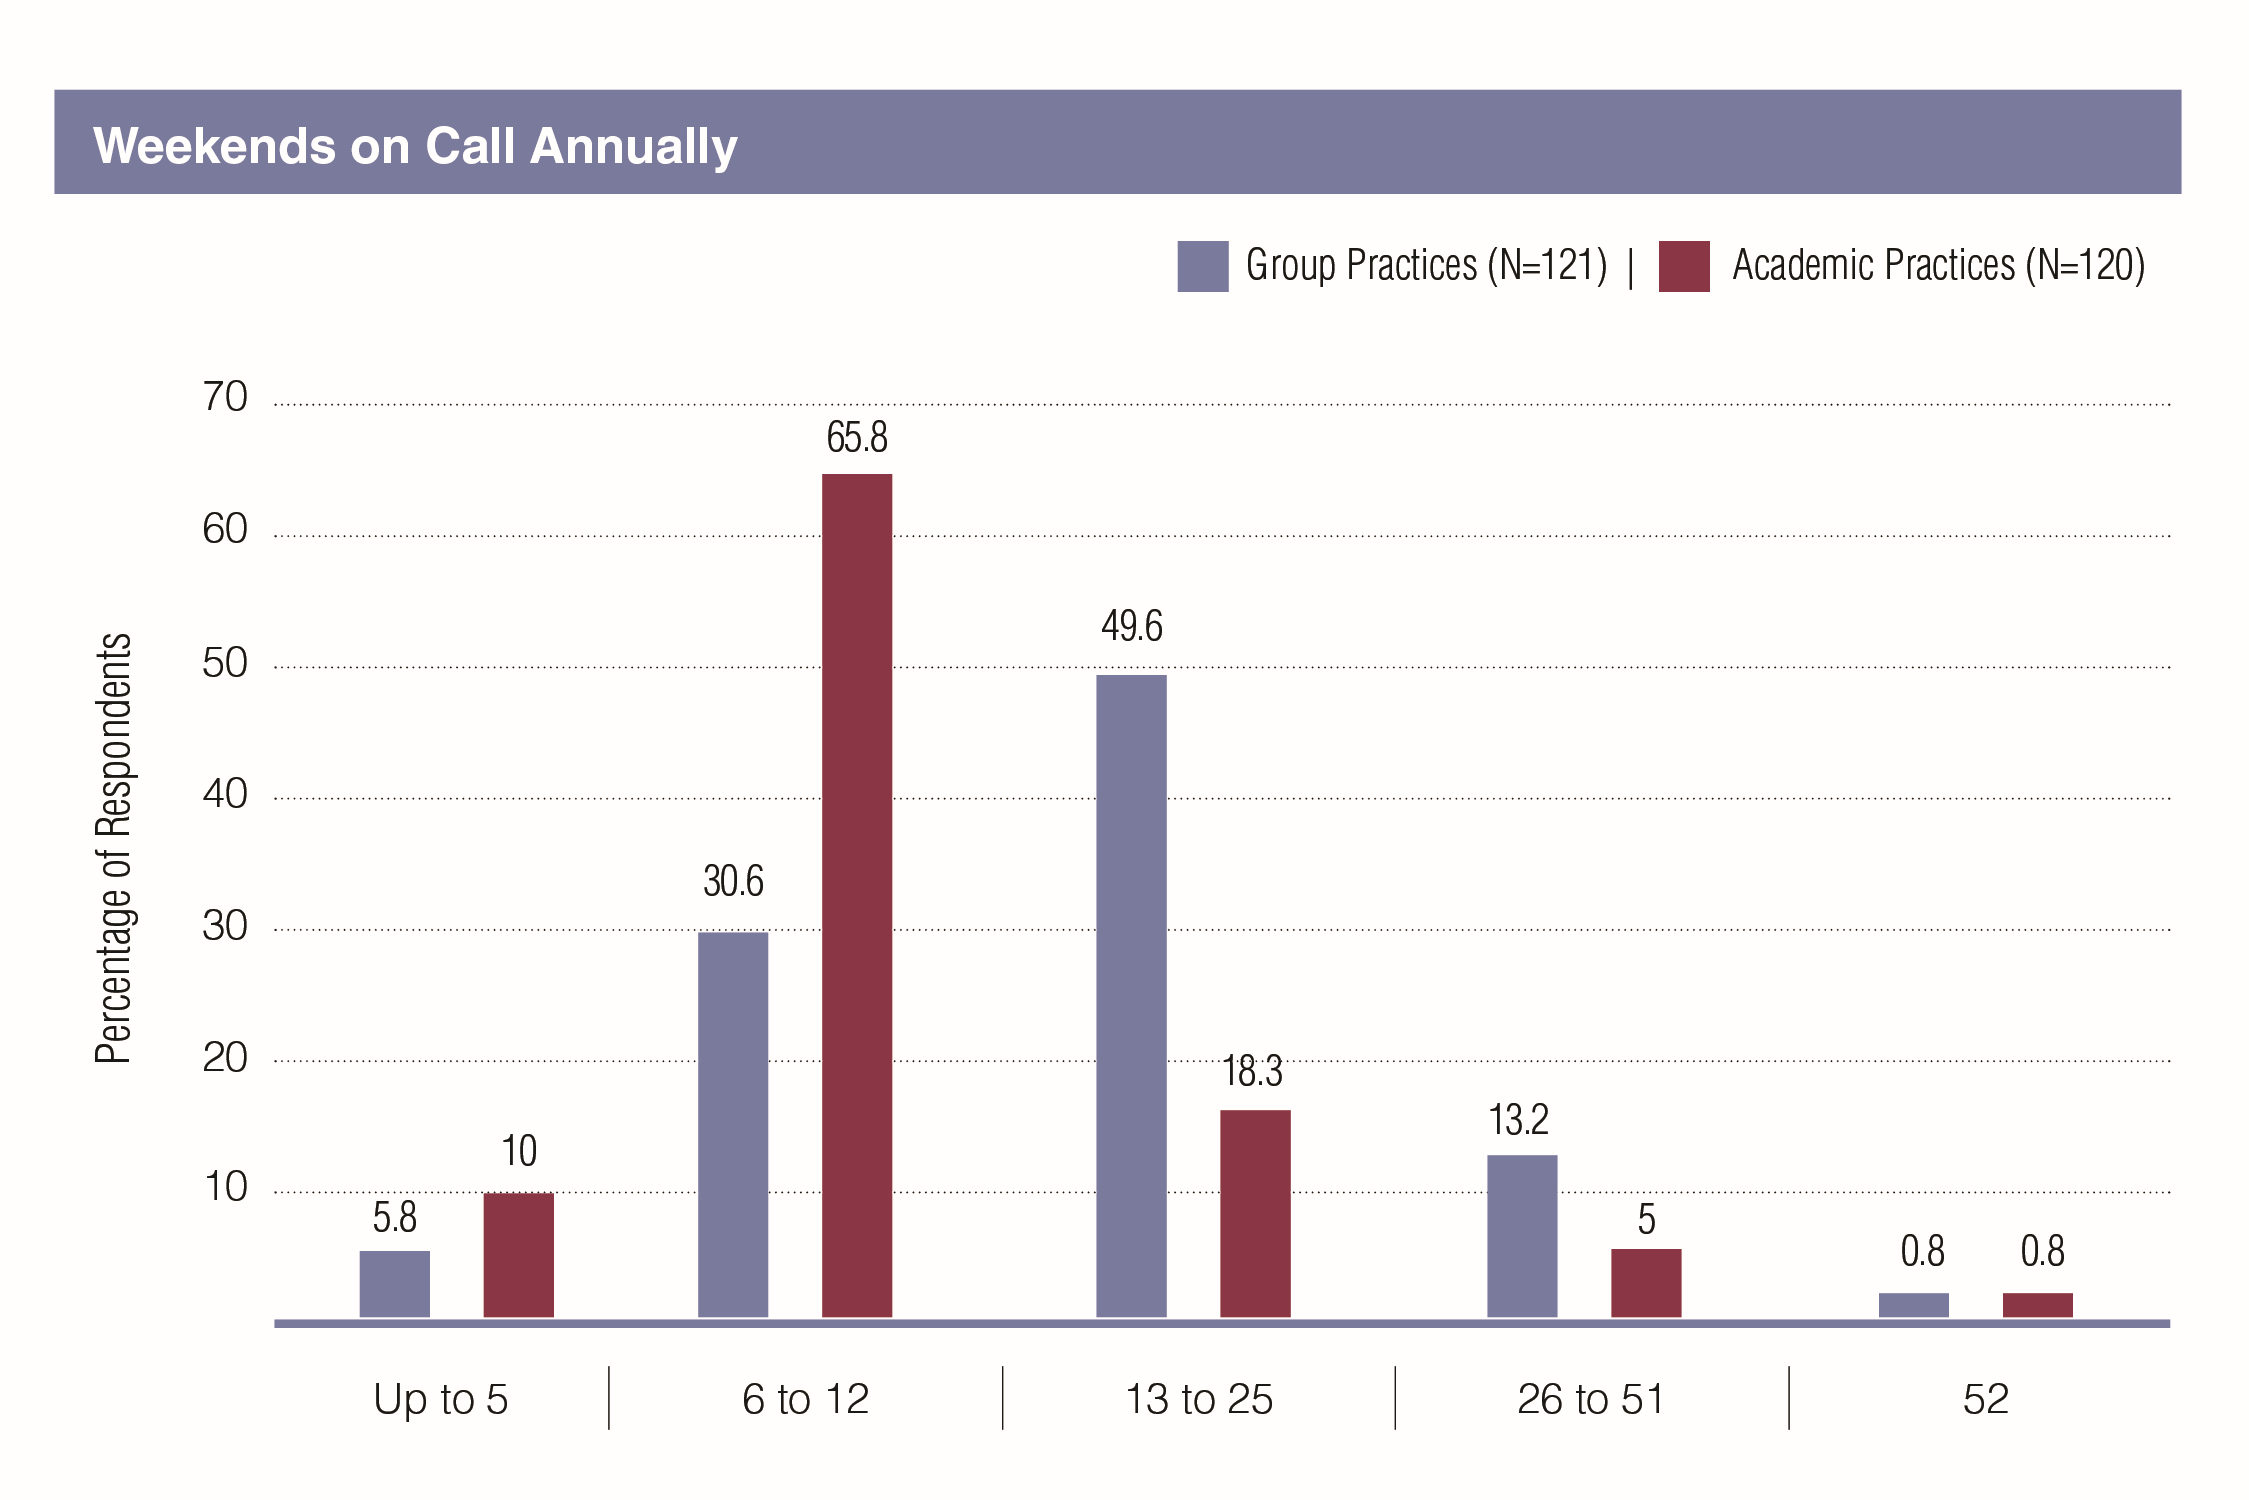 Weekends on Call Annually
Group Practices (N=121) | Academic Practices (N=120)
Percentage of Respondents
70
60
50
40
30
20
10
5.8
10
30.6
65.8
49.6
18.3
13.2
5
0.8
0.8
Up to 5
6 to 12
13 to 25
26 to 51
52